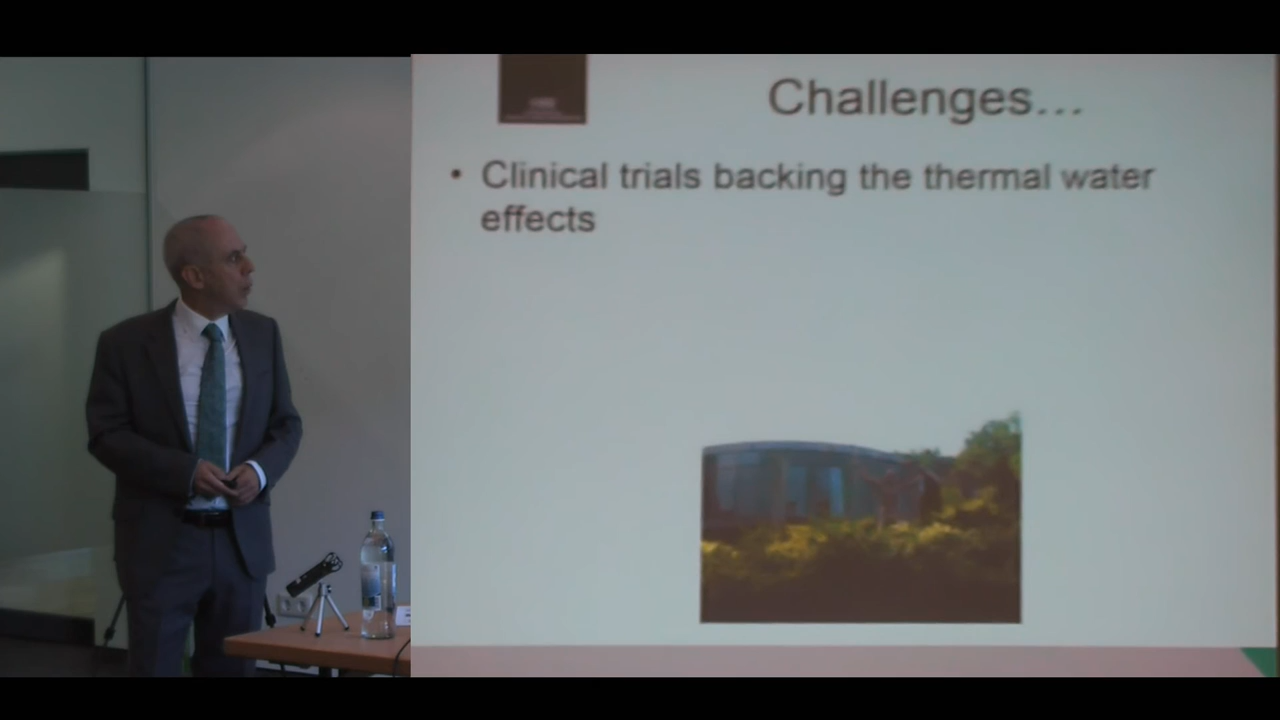 Challenges...
• Clinical trials backing the thermal water
effects